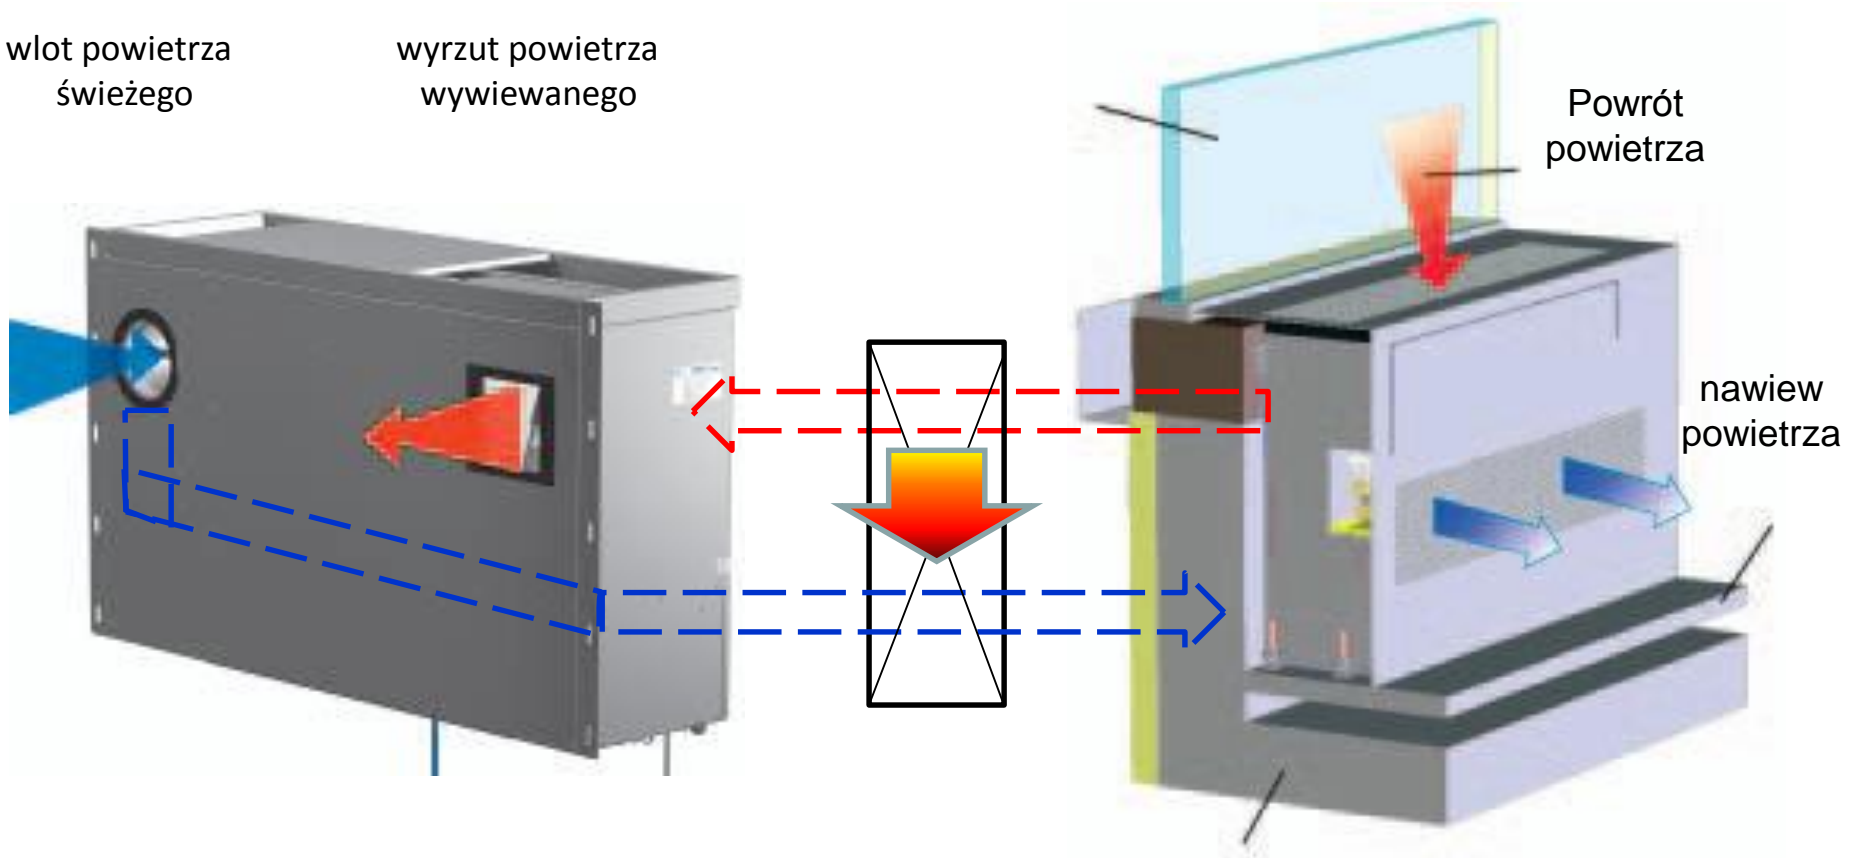 wlot powietrza
świeżego
wyrzut powietrza
wywiewanego
Powrót
powietrza
nawiew
powietrza